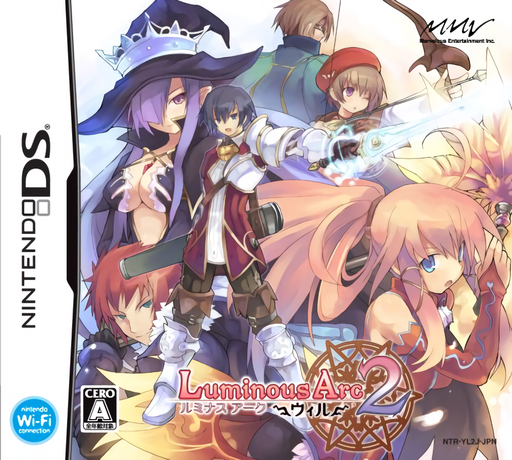 MMV
Marvelous Entertainment Inc.
NINTENDO DS
Luminous Arc 2
ルミナス アーク
ウィル
CERO
A
全年齢対象
nintendo
Wi-Fi
connection
NTR-YL2J-JPN